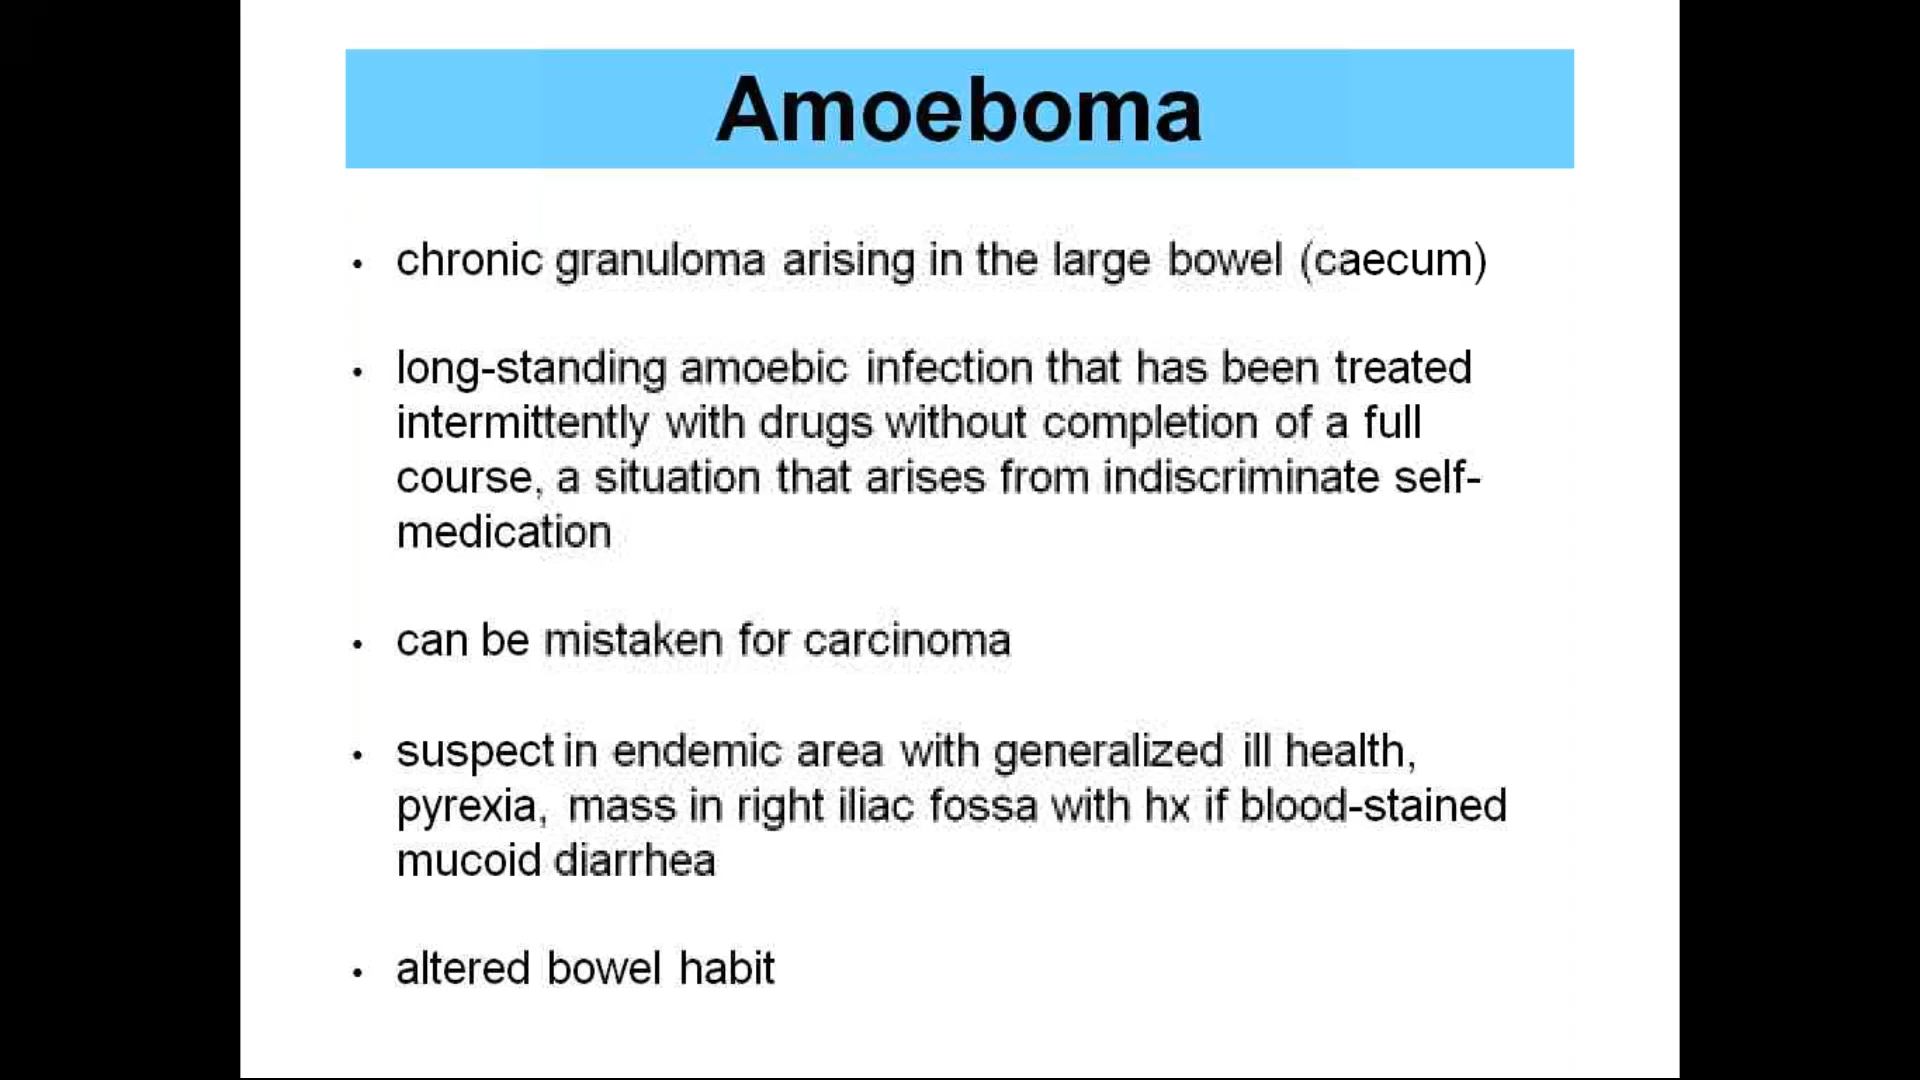 Amoeboma
• chronic granuloma arising in the large bowel (caecum)
• long-standing amoebic infection that has been treated
intermittently with drugs without completion of a full
course, a situation that arises from indiscriminate self-
medication
• can be mistaken for carcinoma
• suspect in endemic area with generalized ill health,
pyrexia, mass in right iliac fossa with hx if blood-stained
mucoid diarrhea
• altered bowel habit